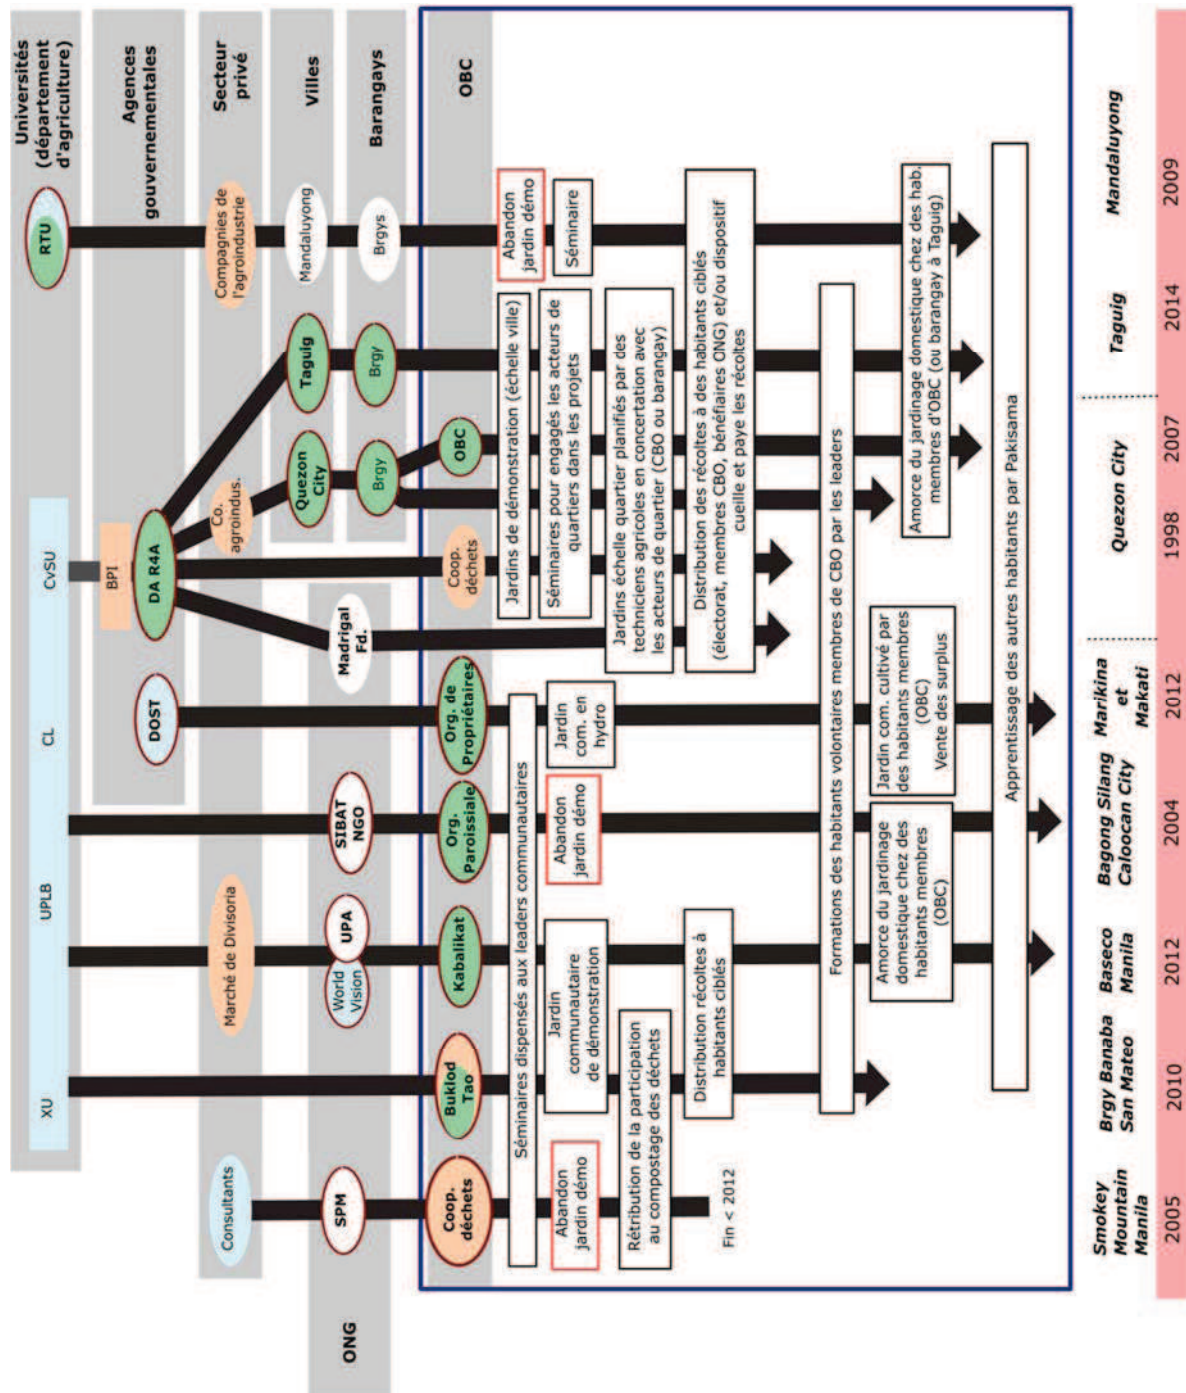 Universités
(département
d'agriculture)
Agences
gouvernementales
Secteur
privé
Villes
Barangays
OBC
ONG
XU
UPLB
CL
CvSU
RTU
BPI
DOST
DA R4A
Consultants
Marché de Divisoria
Co.
agroindus.
Compagnies de
l'agroindustrie
SPM
World
Vision
UPA
SIBAT
NGO
Madrigal
Fd.
Quezon
City
Taguig
Mandaluyong
Brgy
Brgy
Brgys
Coop.
déchets
Buklod
Tao
Kabalikat
Org.
Paroissiale
Org. de
Propriétaires
Coop.
déchets
OBC
Séminaires dispensés aux leaders communautaires
Jardins de démonstration (échelle ville)
Abandon
jardin démo
Abandon
jardin démo
Jardin
communautaire
de démonstration
Abandon
jardin démo
Jardin
com. en
hydro
Séminaires pour engagés les acteurs de
quartiers dans les projets
Séminaire
Rétribution de la participation
au compostage des déchets
Jardins échelle quartier planifiés par des
techniciens agricoles en concertation avec
les acteurs de quartier (CBO ou barangay)
Distribution récoltes à
habitants ciblés
Distribution des récoltes à des habitants ciblés
(électorat, membres CBO, bénéfiaires ONG) et/ou dispositif
cueille et paye les récoltes
Fin < 2012
Formations des habitants volontaires membres de CBO par les leaders
Amorce du jardinage
domestique chez des
habitants membres
(OBC)
Jardin com. cultivé par
des habitants membres
(OBC)
Vente des surplus
Amorce du jardinage domestique chez des hab.
membres d'OBC (ou barangay à Taguig)
Apprentissage des autres habitants par Pakisama
Smokey
Mountain
Manila
Brgy Banaba
San Mateo
Baseco
Manila
Bagong Silang
Caloocan City
Marikina
et
Makati
Quezon City
Taguig
Mandaluyong
2005
2010
2012
2004
2012
1998
2007
2014
2009